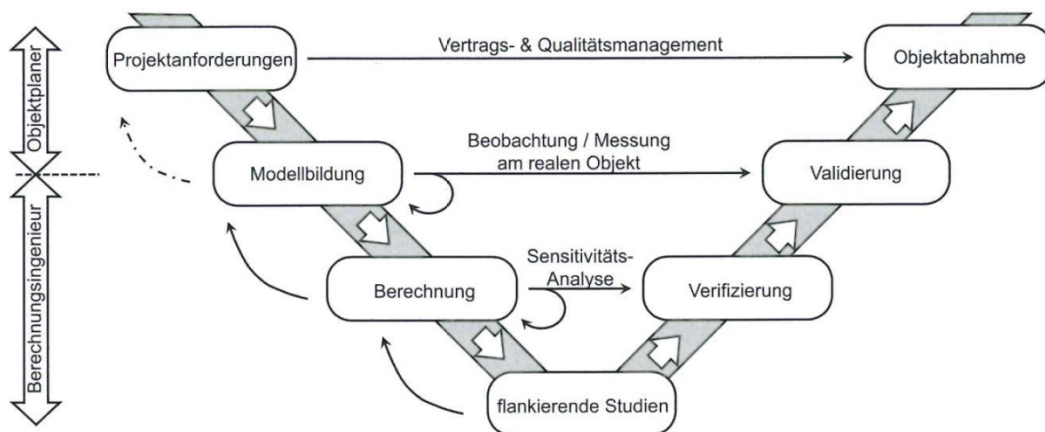 Objektplaner
Berechnungsingenieur
Projektanforderungen
Vertrags- & Qualitätsmanagement
Objektabnahme
Modellbildung
Beobachtung / Messung
am realen Objekt
Validierung
Berechnung
Sensitivitäts-
Analyse
Verifizierung
flankierende Studien